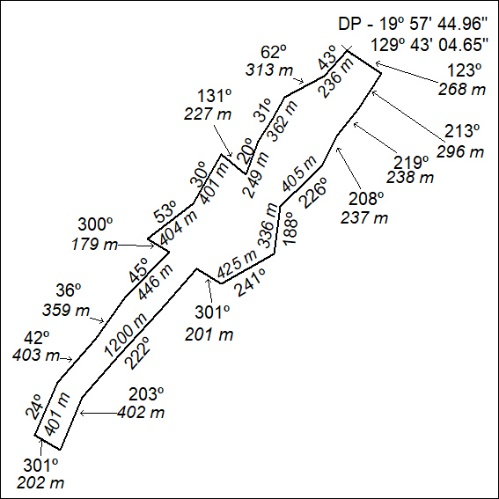 DP - 19º 57' 44.96"
129º 43' 04.65"
62º
313 m
43º
236 m
123º
268 m
131º
227 m
31º
362 m
213º
296 m
20º
249 m
219º
238 m
30º
401 m
405 m
226º
208º
237 m
53º
404 m
300º
179 m
336 m
188º
45º
446 m
425 m
241º
36º
359 m
301º
201 m
42º
403 m
1200 m
222º
24º
401 m
203º
402 m
301º
202 m